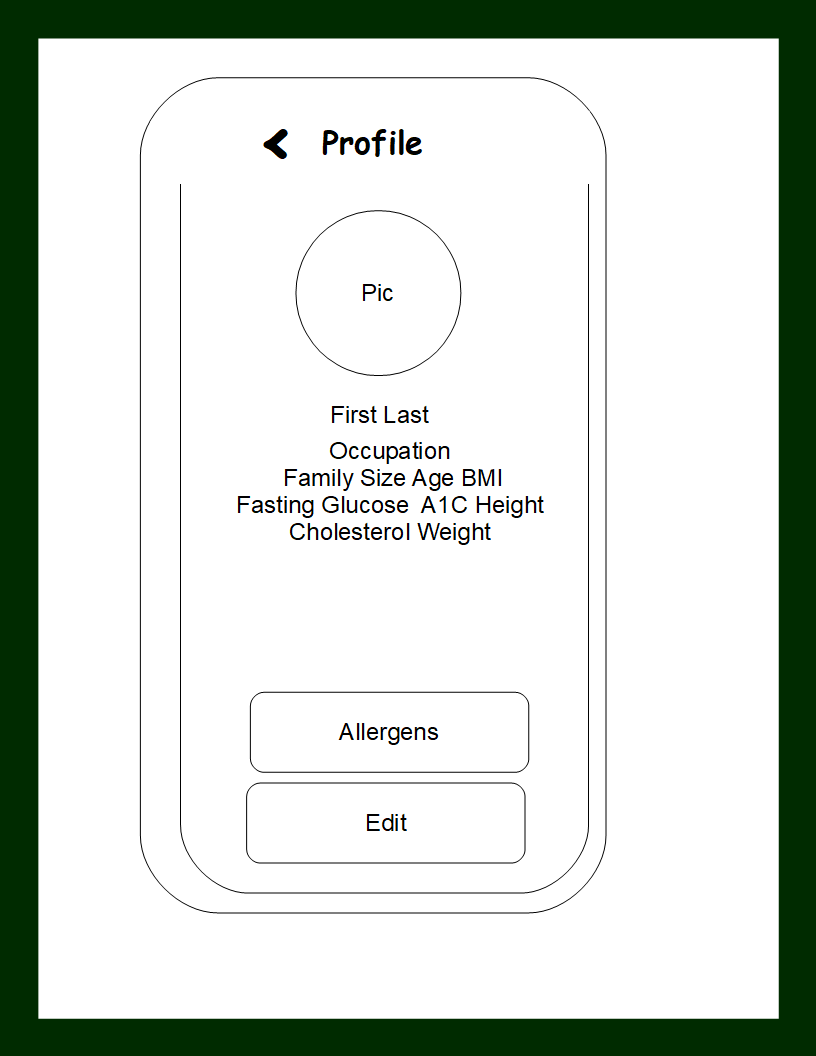 Profile
Pic
First Last
Occupation
Family Size Age BMI
Fasting Glucose  A1C Height
Cholesterol Weight
Allergens
Edit